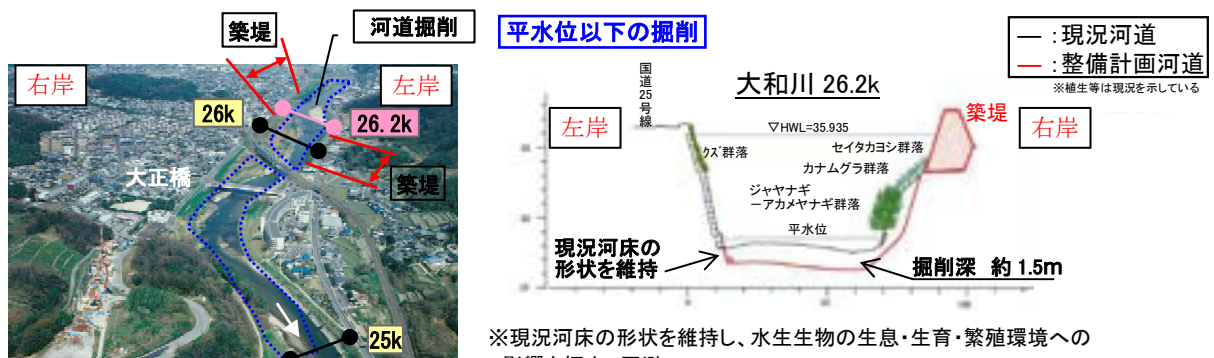 築堤
河道掘削
右岸
左岸
26k
26.2k
築堤
大正橋
25k
平水位以下の掘削
― :現況河道
― :整備計画河道
※植生等は現況を示している
国道25号線
大和川 26.2k
左岸
▽HWL=35.935
築堤
右岸
クズ群落
セイタカヨシ群落
カナムグラ群落
ジャヤナギ
－アカメヤナギ群落
平水位
現況河床の
形状を維持
掘削深 約1.5m
※現況河床の形状を維持し、水生生物の生息・生育・繁殖環境への